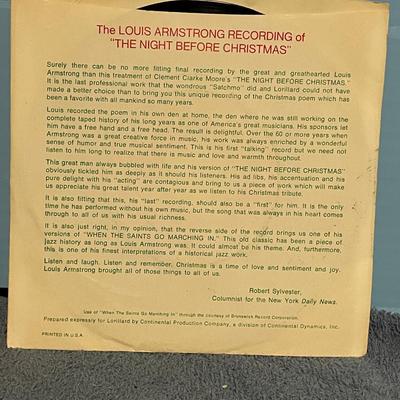 The LOUIS ARMSTRONG RECORDING of
"THE NIGHT BEFORE CHRISTMAS"
Surely there can be no more fitting final recording by the great and greathearted Louis
Armstrong than this treatment of Clement Clarke Moore's "THE NIGHT BEFORE CHRISTMAS."
It is the last professional work that the wondrous "Satchmo" did and Lorillard could not have
made a better choice than to bring you this unique recording of the Christmas poem which has
been a favorite with all mankind so many years.
Louis recorded the poem in his own den at home, the den where he was still working on the
complete taped history of his long years as one of America's great musicians. His sponsors let
him have a free hand and a free head. The result is delightful. Over the 60 or more years when
Armstrong was a great creative force in music, his work was always enriched by a wonderful
sense of humor and true musical sentiment. This is his first "talking" record but we need not
listen to him long to realize that there is music and love and warmth throughout.
This great man always bubbled with life and his version of "THE NIGHT BEFORE CHRISTMAS"
obviously tickled him as deeply as it should his listeners. His ad libs, his accentuation and his
pure delight with his "acting" are contagious and bring to us a piece of work which will make
us appreciate his great talent year after year as we listen to his Christmas tribute.
It is also fitting that this, his "last" recording, should also be a "first" for him. It is the only
time he has performed without his own music, but the song that was always in his heart comes
through to all of us with his usual richness.
It is also just right, in my opinion, that the reverse side of the record brings us one of his
versions of "WHEN THE SAINTS GO MARCHING IN." This old classic has been a piece of
jazz history as long as Louis Armstrong was. It could almost be his theme. And, furthermore,
this is one of his finest interpretations of a historical jazz work.
Listen and laugh. Listen and remember. Christmas is a time of love and sentiment and joy.
Louis Armstrong brought all of those things to all of us.
Robert Sylvester,
Columnist for the New York Daily News.
Use of "When The Saints Go Marching In" through the courtesy of Brunswick Record Corporation.
Prepared expressly for Lorillard by Continental Production Company, a division of Continental Dynamics, Inc.
PRINTED IN U.S.A.